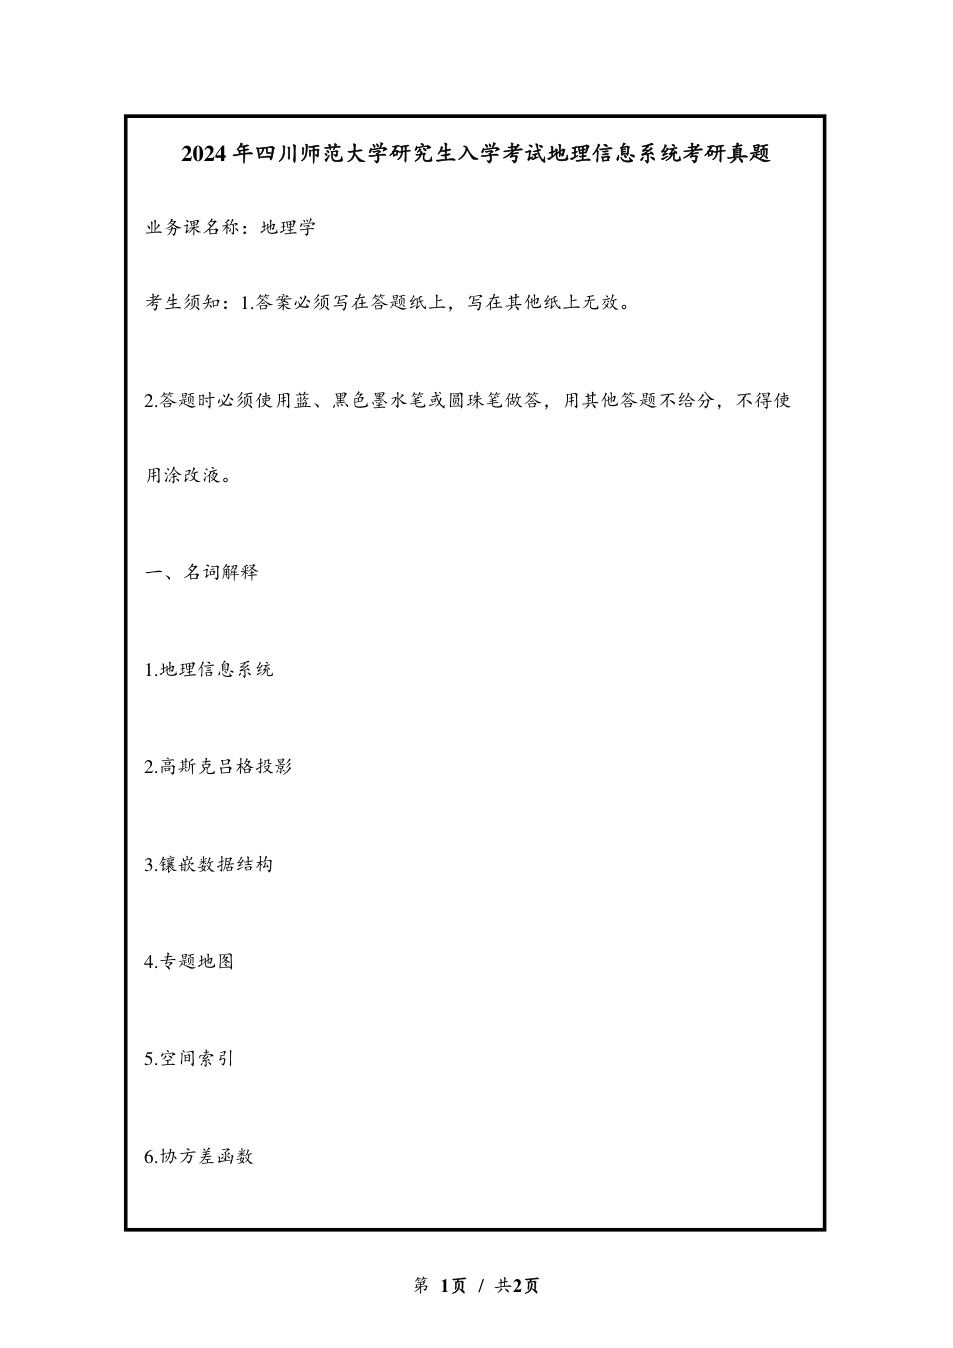 2024 年四川师范大学研究生入学考试地理信息系统考研真题
业务课名称：地理学
考生须知：1.答案必须写在答题纸上，写在其他纸上无效。
2.答题时必须使用蓝、黑色墨水笔或圆珠笔做答，用其他答题不给分，不得使
用涂改液。
一、名词解释
1.地理信息系统
2.高斯克吕格投影
3.镶嵌数据结构
4.专题地图
5.空间索引
6.协方差函数
第 1页 / 共2页